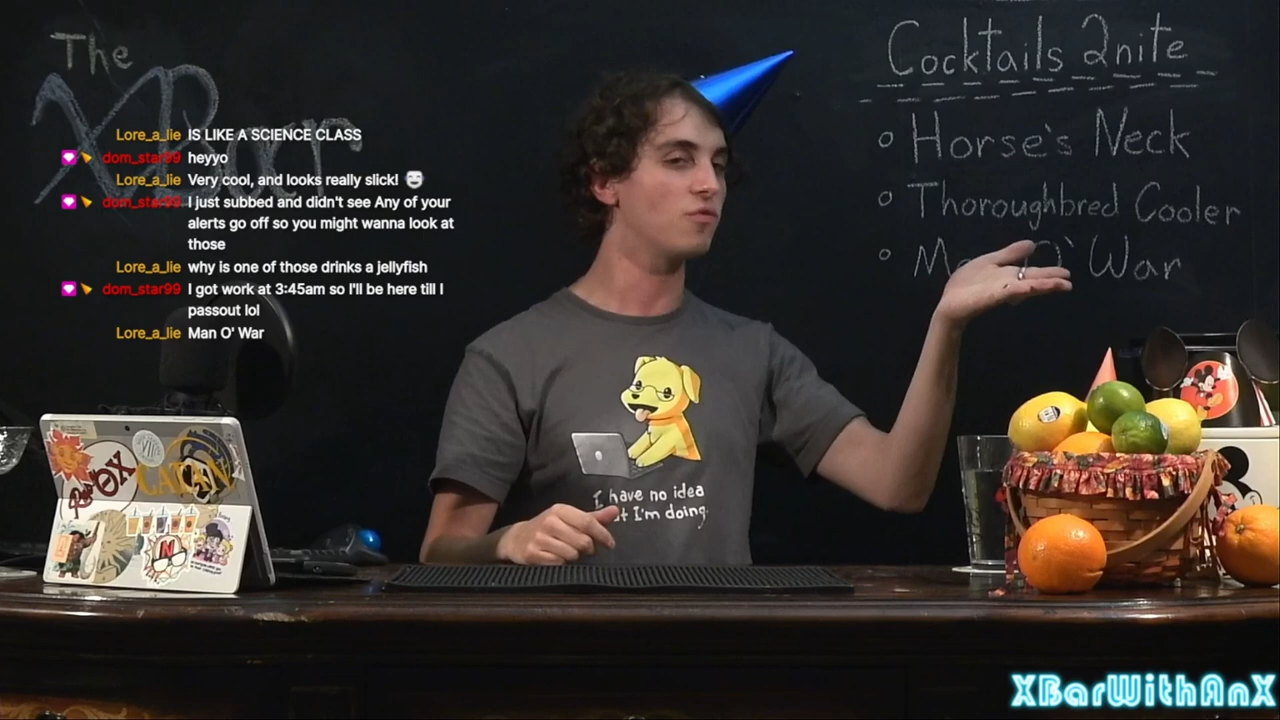 The
XBar
Cocktails 2nite
Horse's Neck
Thoroughbred Cooler
O' War
Lore_a_lie IS LIKE A SCIENCE CLASS
dom_star99 heyyo
Lore_a_lie Very cool, and looks really slick!
dom_star99 I just subbed and didn't see Any of your
alerts go off so you might wanna look at
those
Lore_a_lie why is one of those drinks a jellyfish
dom_star99 I got work at 3:45am so I'll be here till I
passout lol
Lore_a_lie Man O' War
Red OX
CATAN
N
I have no idea
I'm doing.
XBarWithAnX